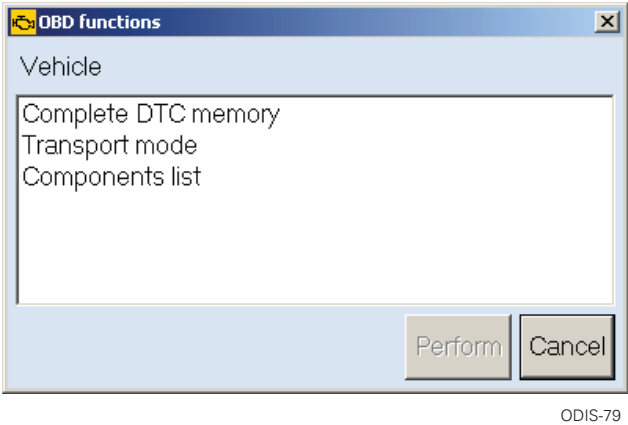 OBD functions
Vehicle
Complete DTC memory
Transport mode
Components list
Perform Cancel
ODIS-79